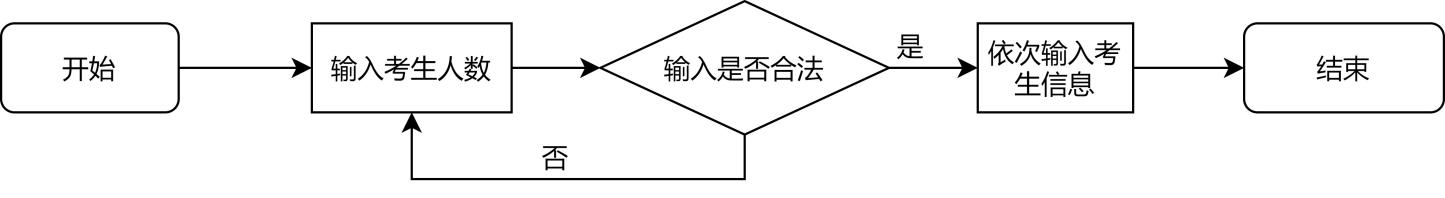 开始
输入考生人数
输入是否合法
是
依次输入考
生信息
结束
否